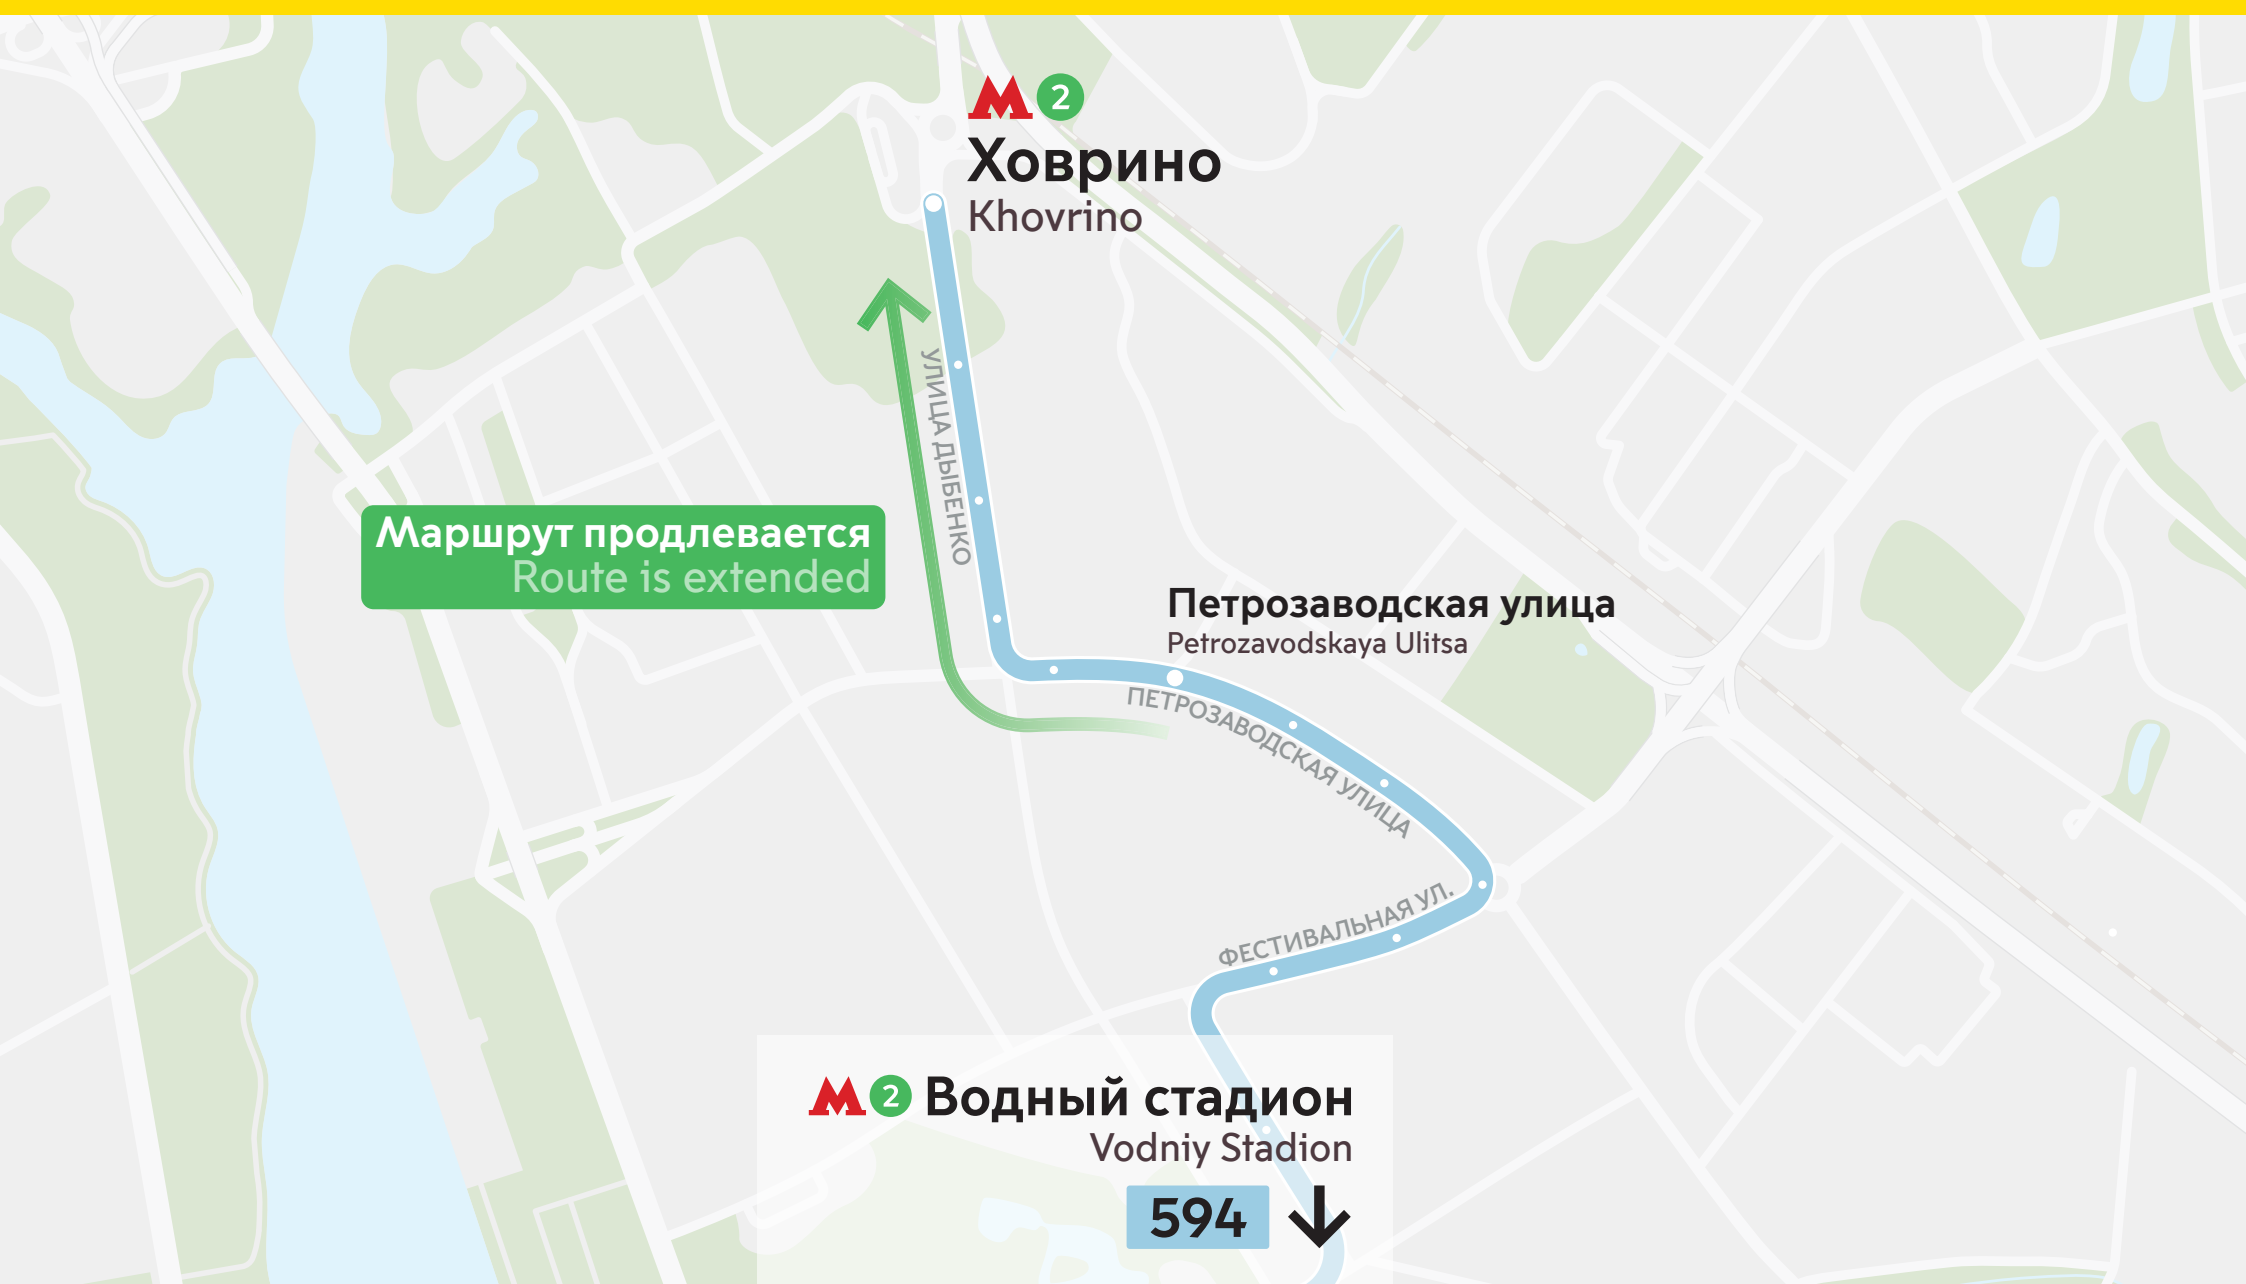 М 2
Ховрино
Khovrino
УЛИЦА ДЫБЕНКО
Маршрут продлевается
Route is extended
Петрозаводская улица
Petrozavodskaya Ulitsa
ПЕТРОЗАВОДСКАЯ УЛИЦА
ФЕСТИВАЛЬНАЯ УЛ.
М 2 Водный стадион
Vodniy Stadion
594